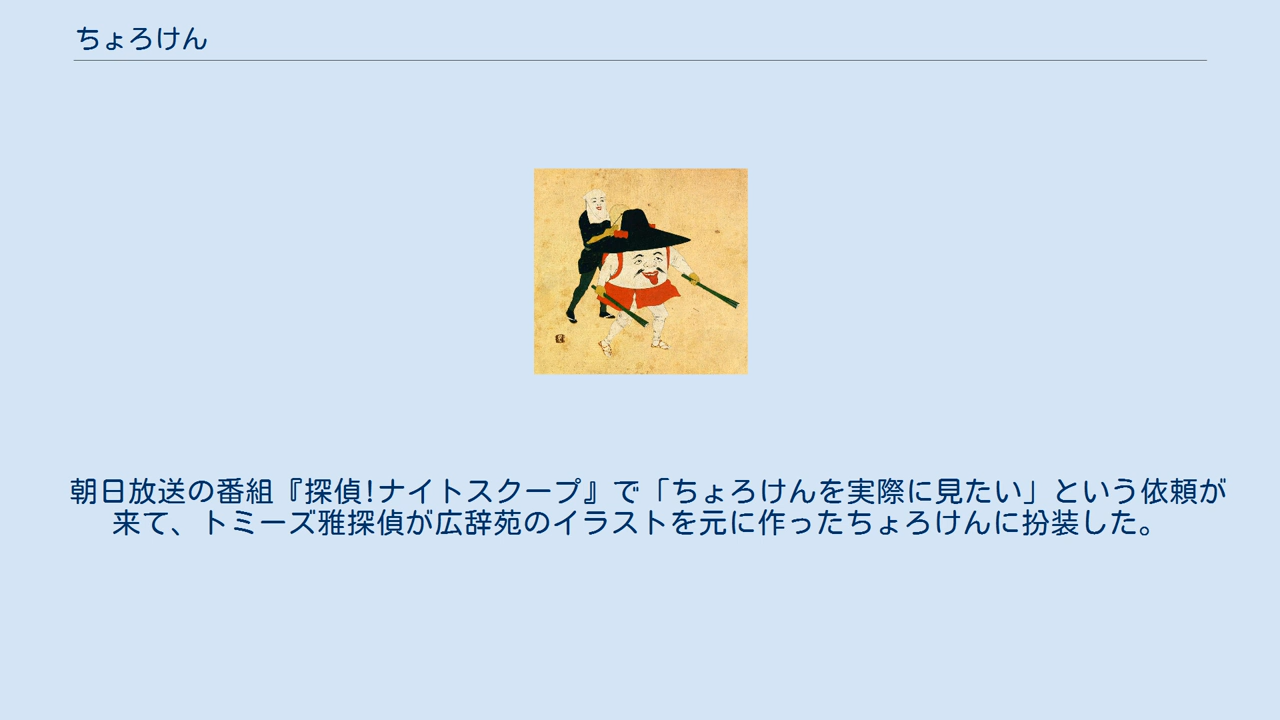 ちょろけん
朝日放送の番組『探偵!ナイトスクープ』で「ちょろけんを実際に見たい」という依頼が
来て、トミーズ雅探偵が広辞苑のイラストを元に作ったちょろけんに扮装した。